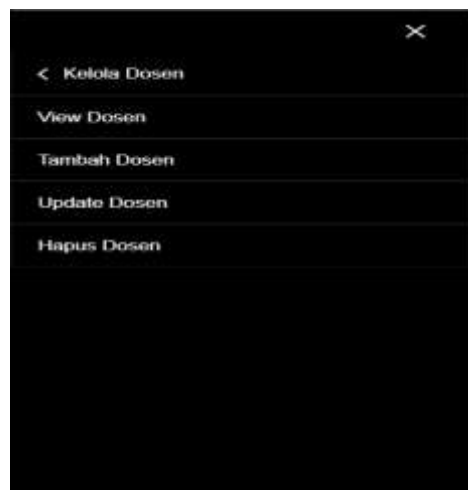 < Kelola Dosen
View Dosen
Tambah Dosen
Update Dosen
Hapus Dosen